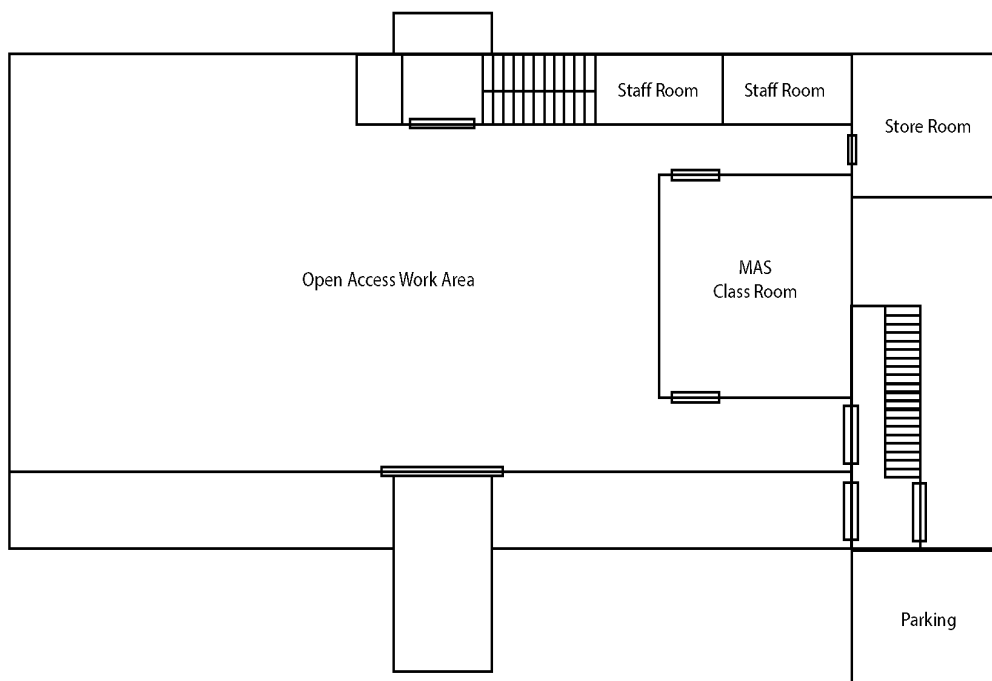 Staff Room
Staff Room
Store Room
Open Access Work Area
MAS
Class Room
Parking